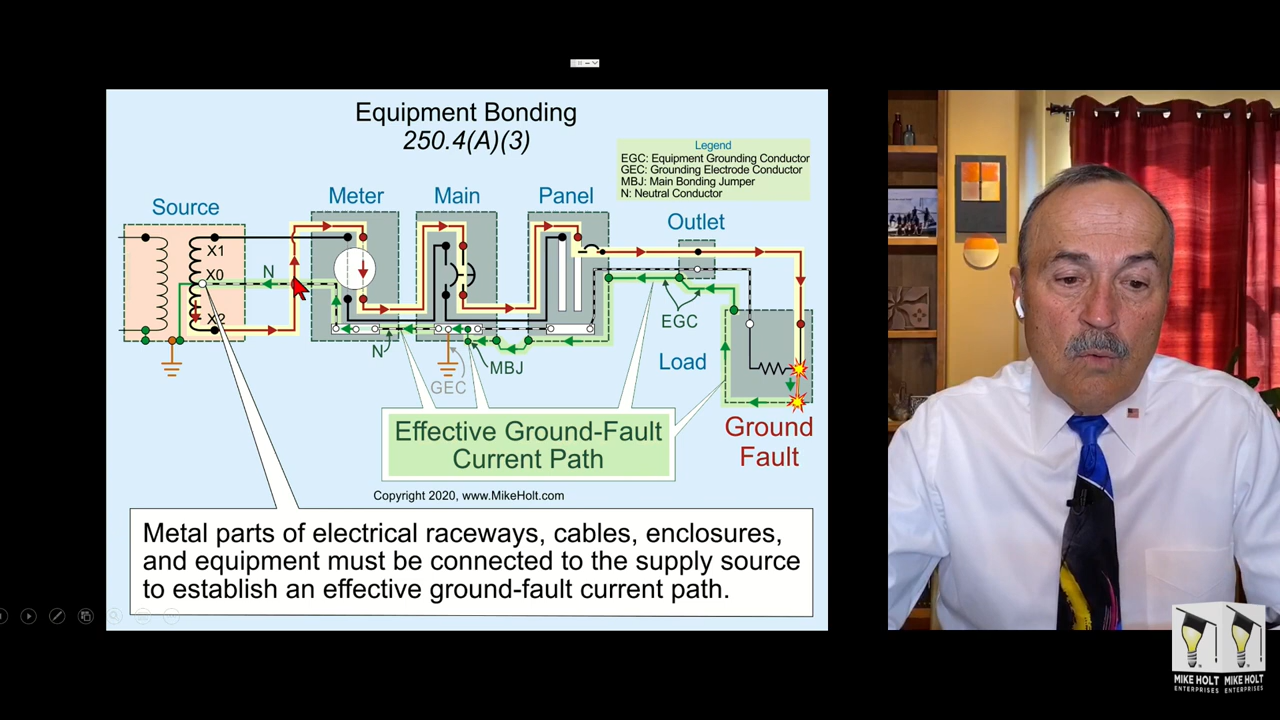 Equipment Bonding
250.4(A)(3)
Legend
EGC: Equipment Grounding Conductor
GEC: Grounding Electrode Conductor
MBJ: Main Bonding Jumper
N: Neutral Conductor
Source
Meter
Main
Panel
Outlet
X1
X0
X2
N
N
GEC
MBJ
EGC
Load
Ground
Fault
Effective Ground-Fault
Current Path
Copyright 2020, www.MikeHolt.com
Metal parts of electrical raceways, cables, enclosures,
and equipment must be connected to the supply source
to establish an effective ground-fault current path.
MIKE HOLT
ENTERPRISES
MIKE HOLT
ENTERPRISES